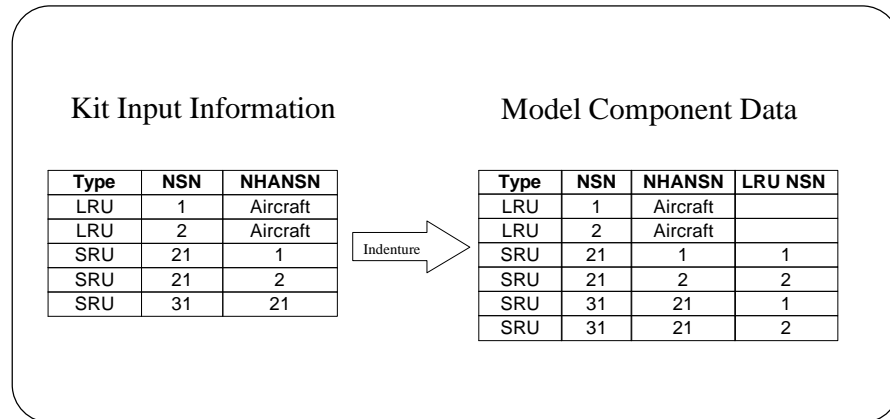 Kit Input Information
Type NSN NHANSN
LRU 1 Aircraft
LRU 2 Aircraft
SRU 21 1
SRU 21 2
SRU 31 21
Indenture
Model Component Data
Type NSN NHANSN LRU NSN
LRU 1 Aircraft
LRU 2 Aircraft
SRU 21 1 1
SRU 21 2 2
SRU 31 21 1
SRU 31 21 2